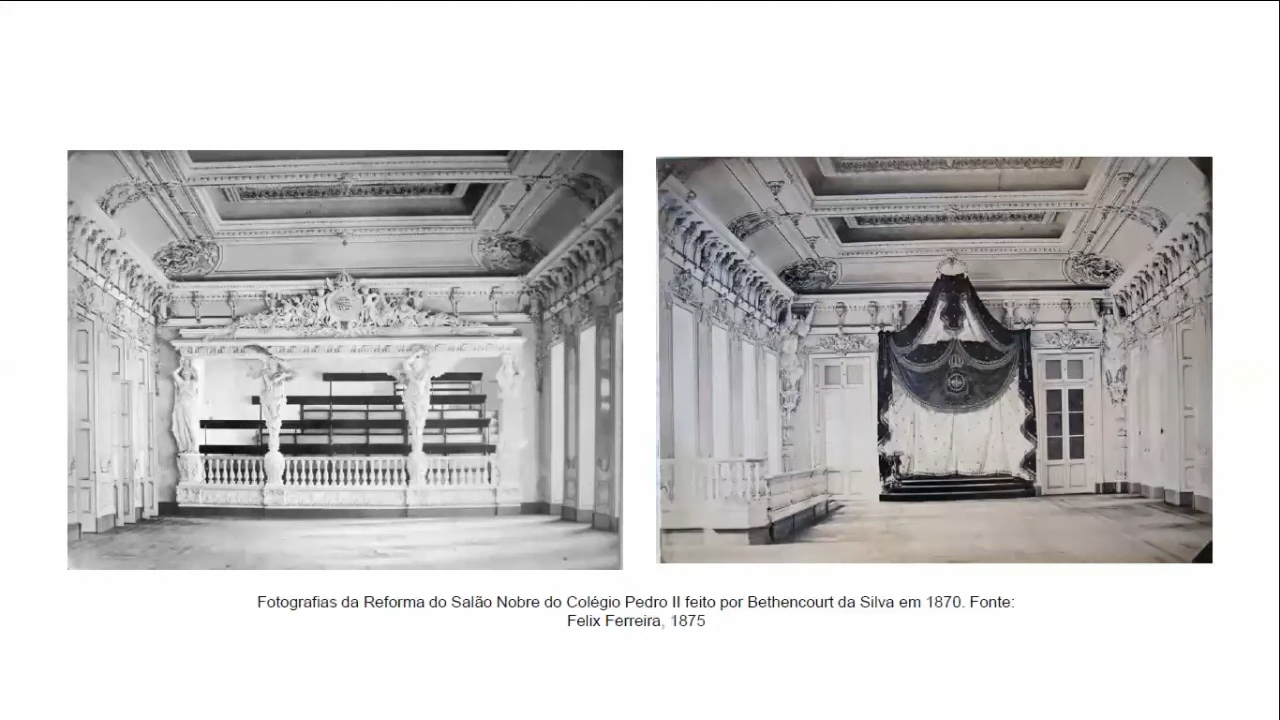 Fotografias da Reforma do Salão Nobre do Colégio Pedro II feito por Bethencourt da Silva em 1870. Fonte:
Felix Ferreira, 1875